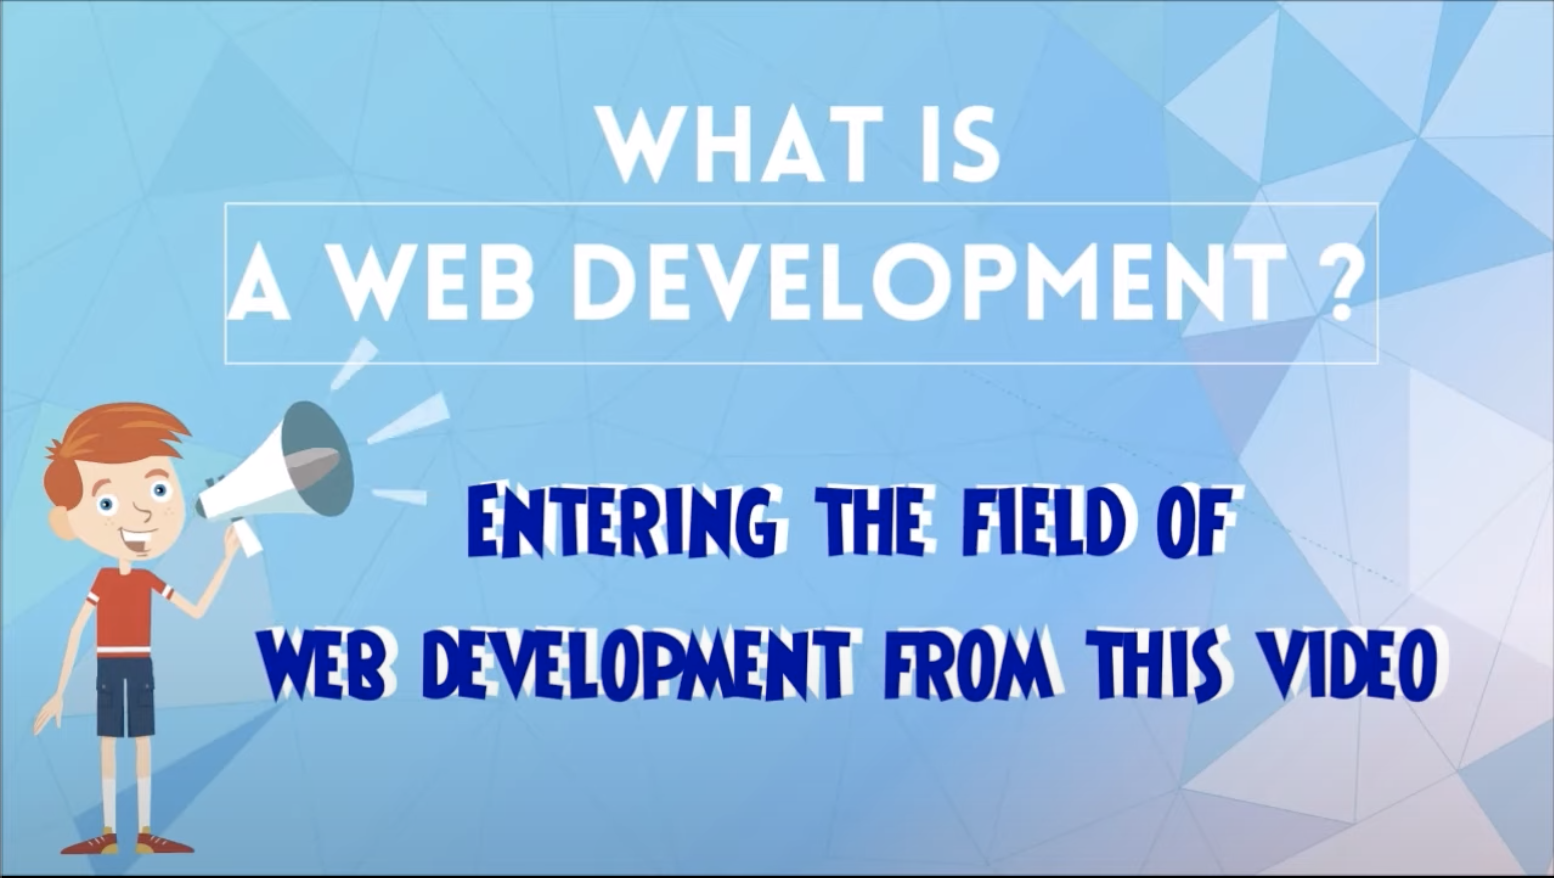 WHAT IS
A WEB DEVELOPMENT ?
ENTERING THE FIELD OF
WEB DEVELOPMENT FROM THIS VIDEO